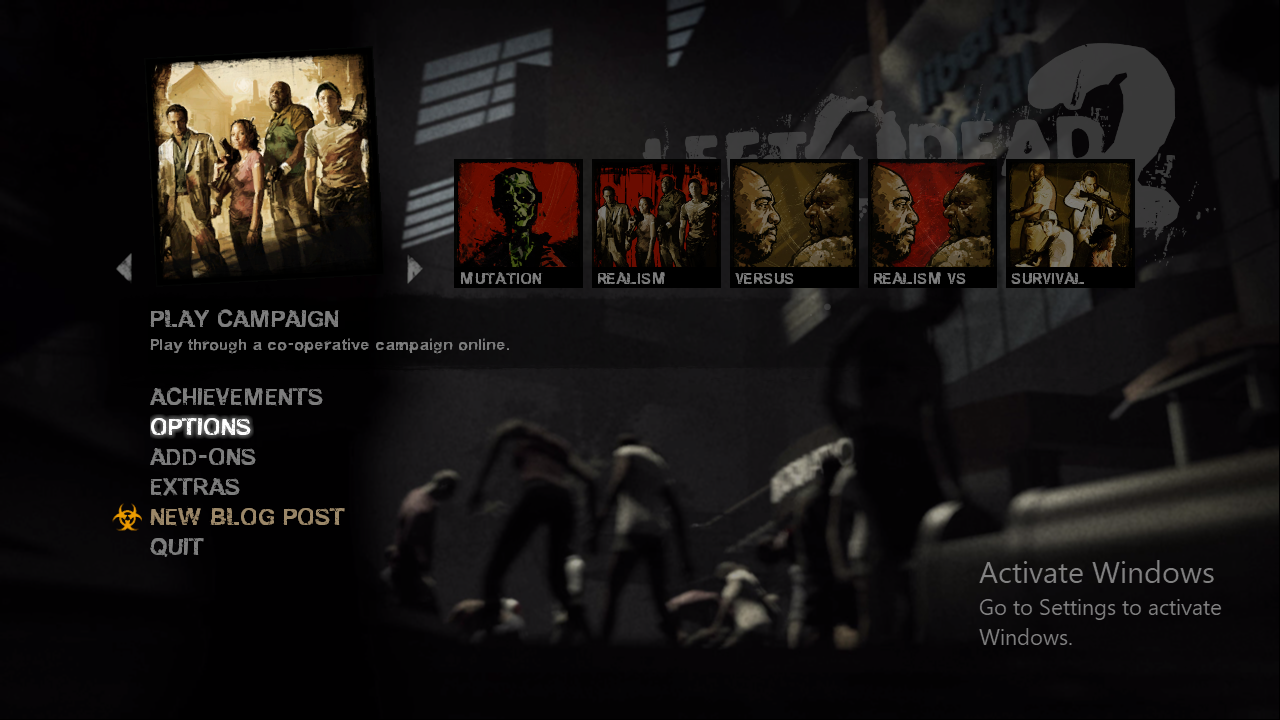 LEFT 4 DEAD 2
MUTATION
REALISM
VERSUS
REALISM VS
SURVIVAL
PLAY CAMPAIGN
Play through a co-operative campaign online.
ACHIEVEMENTS
OPTIONS
ADD-ONS
EXTRAS
NEW BLOG POST
QUIT
Activate Windows
Go to Settings to activate
Windows.